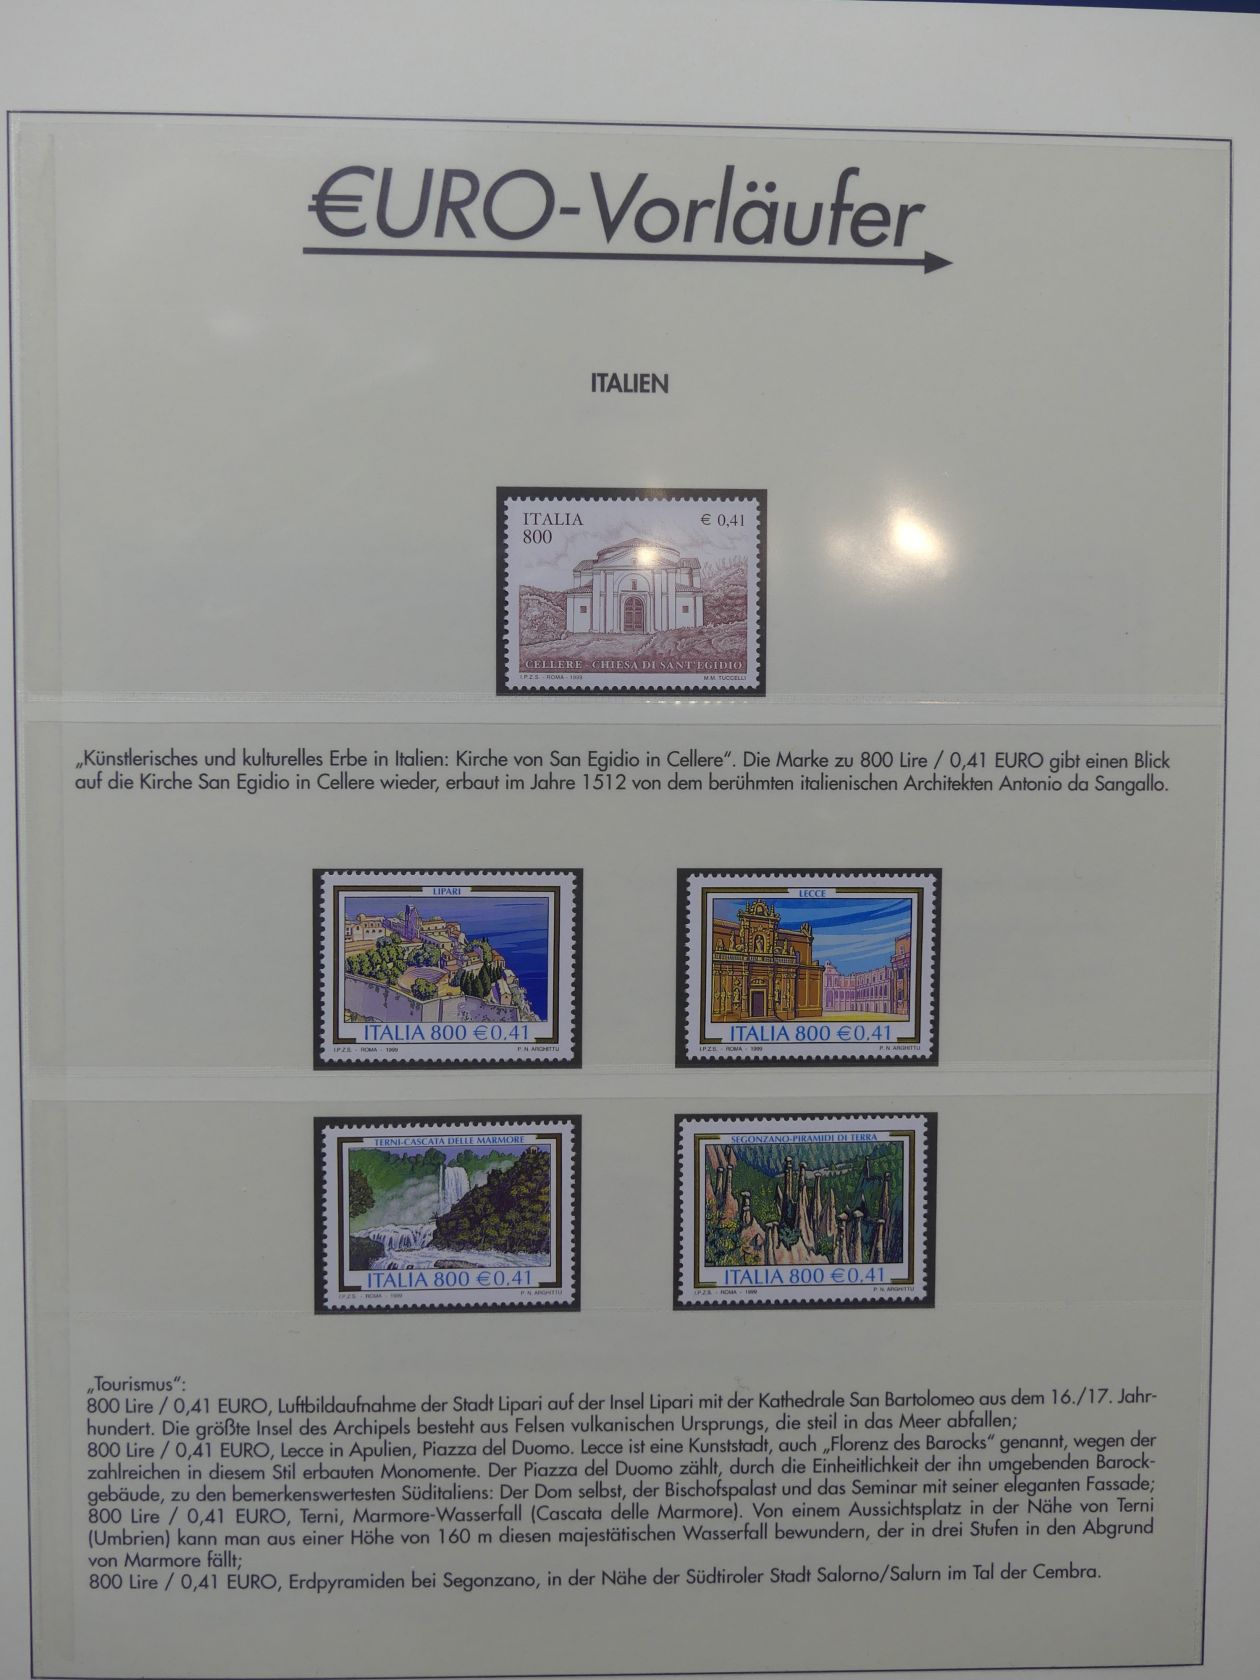 €URO-Vorläufer
ITALIEN
ITALIA € 0,41
800
CELLERE - CHIESA DI SANT'EGIDIO
I.P.Z.S. - ROMA - 1999 M.M. TUCCELLI
„Künstlerisches und kulturelles Erbe in Italien: Kirche von San Egidio in Cellere“. Die Marke zu 800 Lire / 0,41 EURO gibt einen Blick
auf die Kirche San Egidio in Cellere wieder, erbaut im Jahre 1512 von dem berühmten italienischen Architekten Antonio da Sangallo.
LIPARI
ITALIA 800 €0,41
I.P.Z.S. - ROMA - 1999 P. N. ARGHITTU
LECCE
ITALIA 800 €0,41
I.P.Z.S. - ROMA - 1999 P. N. ARGHITTU
TERNI-CASCATA DELLE MARMORE
ITALIA 800 €0,41
I.P.Z.S. - ROMA - 1999 P. N. ARGHITTU
SEGONZANO-PIRAMIDI DI TERRA
ITALIA 800 €0,41
I.P.Z.S. - ROMA - 1999 P. N. ARGHITTU
„Tourismus“:
800 Lire / 0,41 EURO, Luftbildaufnahme der Stadt Lipari auf der Insel Lipari mit der Kathedrale San Bartolomeo aus dem 16./17. Jahr-
hundert. Die größte Insel des Archipels besteht aus Felsen vulkanischen Ursprungs, die steil in das Meer abfallen;
800 Lire / 0,41 EURO, Lecce in Apulien, Piazza del Duomo. Lecce ist eine Kunststadt, auch „Florenz des Barocks“ genannt, wegen der
zahlreichen in diesem Stil erbauten Monomente. Der Piazza del Duomo zählt, durch die Einheitlichkeit der ihn umgebenden Barock-
gebäude, zu den bemerkenswertesten Süditaliens: Der Dom selbst, der Bischofspalast und das Seminar mit seiner eleganten Fassade;
800 Lire / 0,41 EURO, Terni, Marmore-Wasserfall (Cascata delle Marmore). Von einem Aussichtsplatz in der Nähe von Terni
(Umbrien) kann man aus einer Höhe von 160 m diesen majestätischen Wasserfall bewundern, der in drei Stufen in den Abgrund
von Marmore fällt;
800 Lire / 0,41 EURO, Erdpyramiden bei Segonzano, in der Nähe der Südtiroler Stadt Salorno/Salurn im Tal der Cembra.